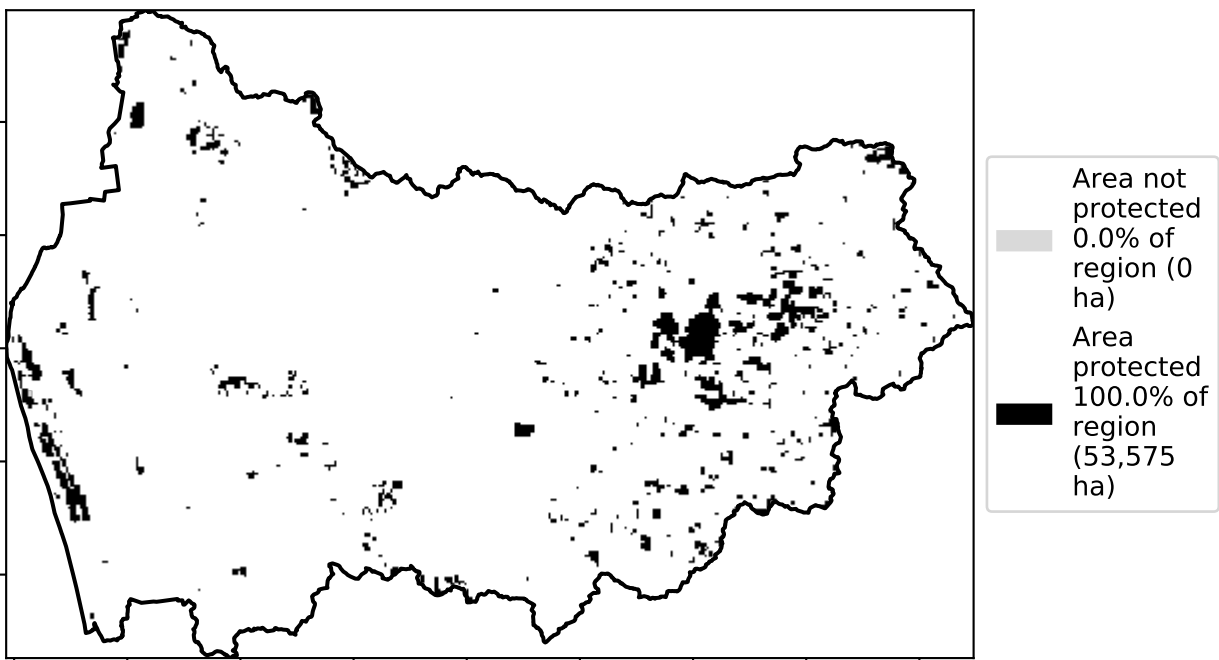 Area not
protected
0.0% of
region (0
ha)
Area
protected
100.0% of
region
(53,575
ha)